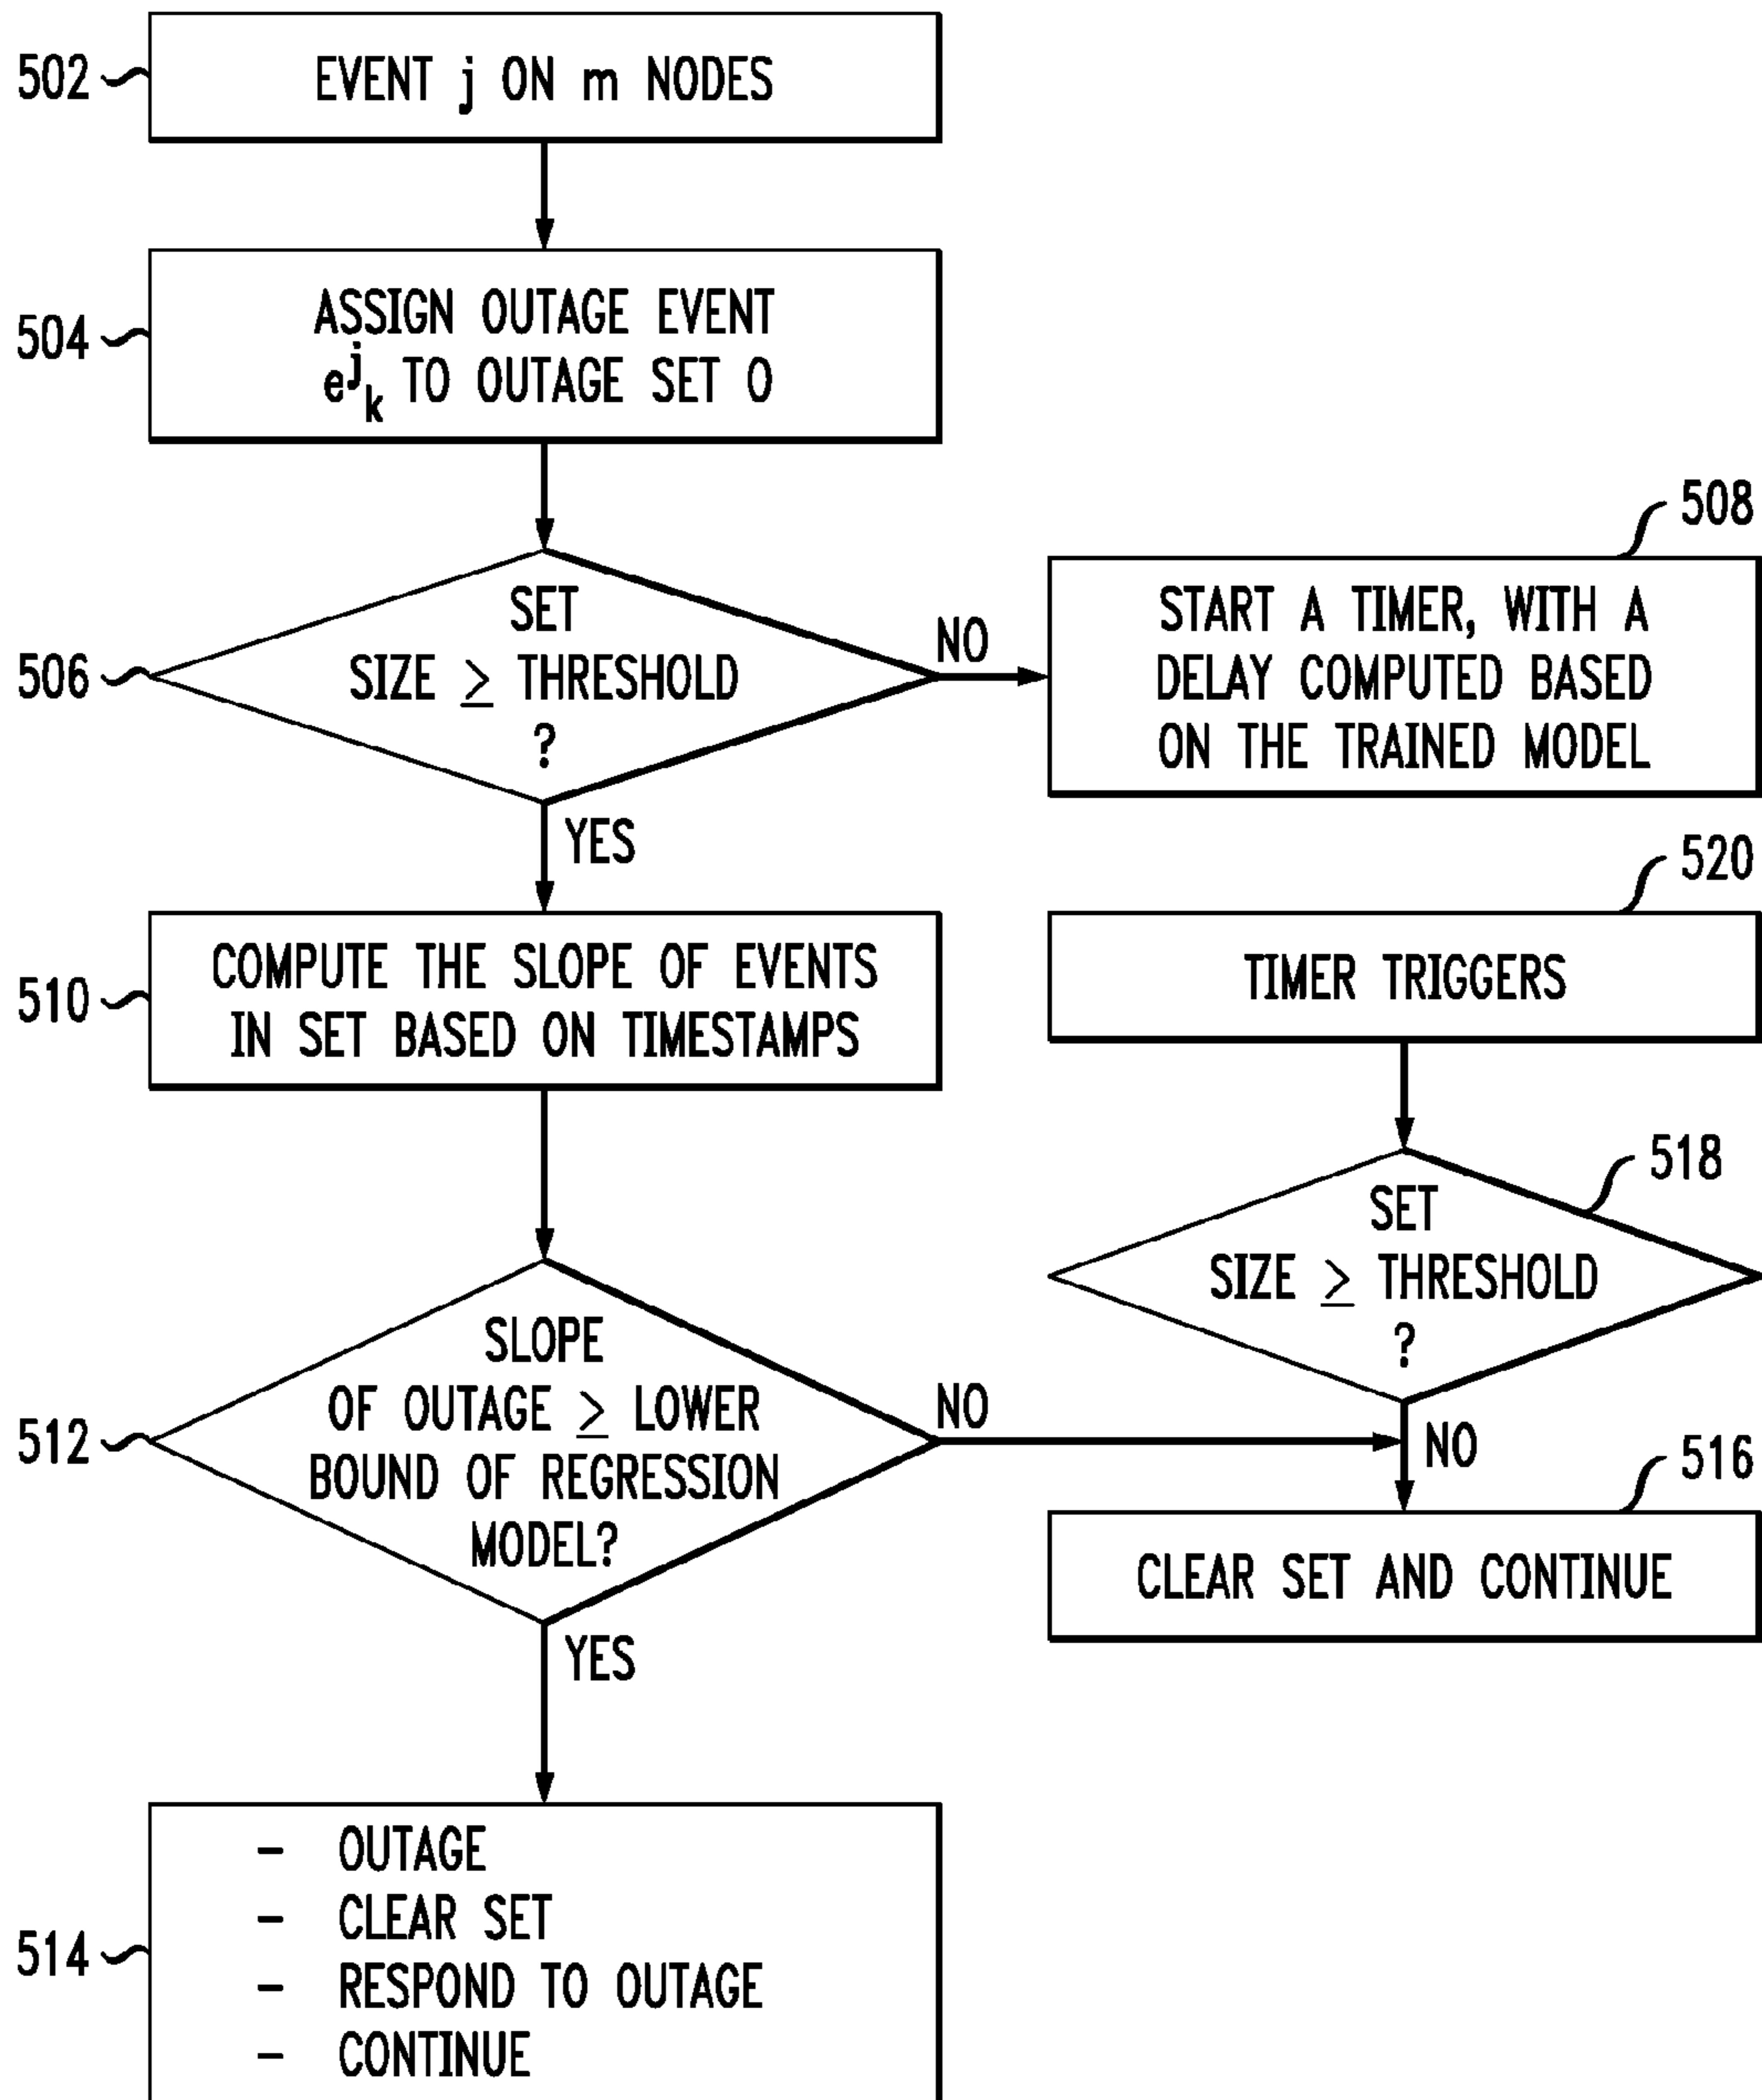 502
EVENT j ON m NODES
504
ASSIGN OUTAGE EVENT
e^j_k TO OUTAGE SET O
506
SET
SIZE ≥ THRESHOLD
?
NO
YES
508
START A TIMER, WITH A
DELAY COMPUTED BASED
ON THE TRAINED MODEL
510
COMPUTE THE SLOPE OF EVENTS
IN SET BASED ON TIMESTAMPS
520
TIMER TRIGGERS
518
SET
SIZE ≥ THRESHOLD
?
NO
512
SLOPE
OF OUTAGE ≥ LOWER
BOUND OF REGRESSION
MODEL?
NO
YES
516
CLEAR SET AND CONTINUE
514
- OUTAGE
- CLEAR SET
- RESPOND TO OUTAGE
- CONTINUE